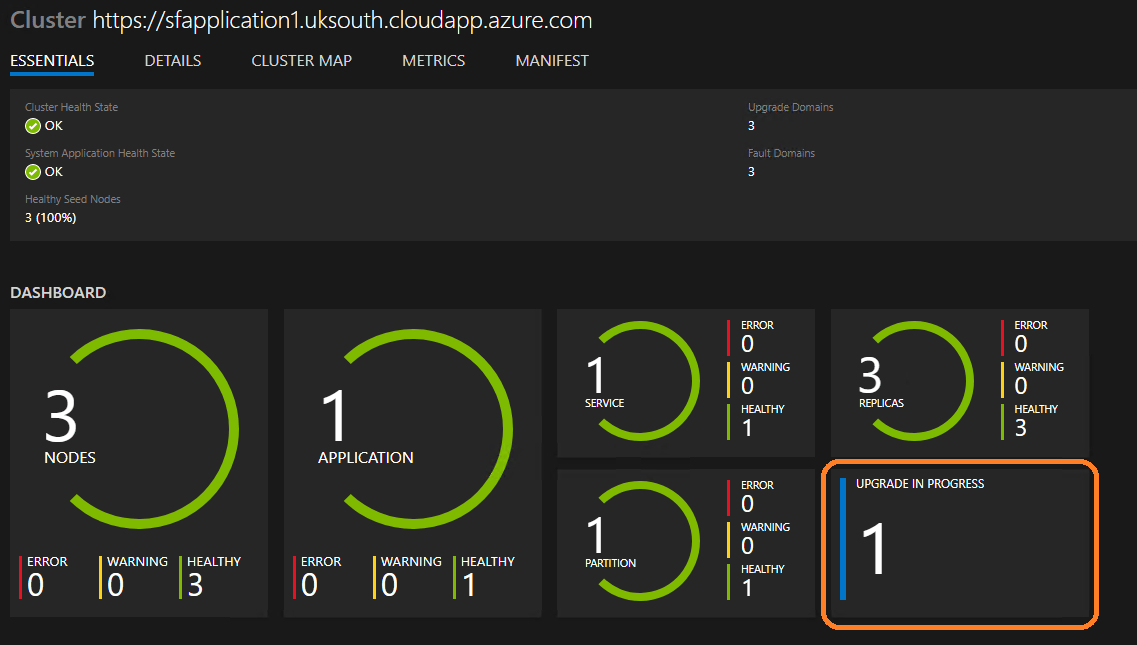 Cluster https://sfapplication1.uksouth.cloudapp.azure.com
ESSENTIALS DETAILS CLUSTER MAP METRICS MANIFEST
Cluster Health State
OK
System Application Health State
OK
Healthy Seed Nodes
3 (100%)
Upgrade Domains
3
Fault Domains
3
DASHBOARD
3
NODES
ERROR
0
WARNING
0
HEALTHY
3
1
APPLICATION
ERROR
0
WARNING
0
HEALTHY
1
1
SERVICE
ERROR
0
WARNING
0
HEALTHY
1
3
REPLICAS
ERROR
0
WARNING
0
HEALTHY
3
1
PARTITION
ERROR
0
WARNING
0
HEALTHY
1
UPGRADE IN PROGRESS
1